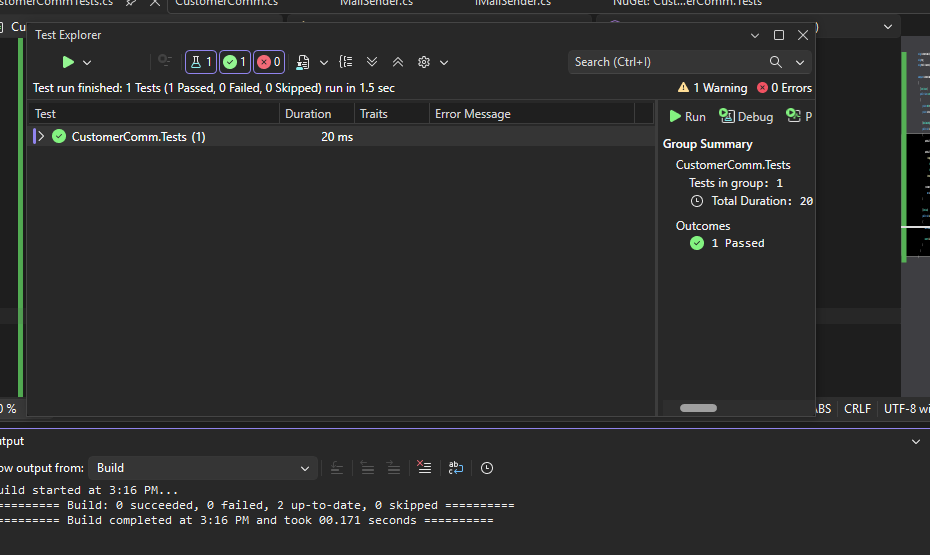 stomerCommTests.cs CustomerComm.cs MailSender.cs IMailSender.cs NuGet: Cust...erComm.Tests
Cu
Test Explorer
1 1 0 Search (Ctrl+I)
Test run finished: 1 Tests (1 Passed, 0 Failed, 0 Skipped) run in 1.5 sec 1 Warning 0 Errors
Test Duration Traits Error Message
Run Debug P
CustomerComm.Tests (1) 20 ms
Group Summary
CustomerComm.Tests
Tests in group: 1
Total Duration: 20
Outcomes
1 Passed
0 % ABS CRLF UTF-8 wi
utput
ow output from: Build
uild started at 3:16 PM...
========= Build: 0 succeeded, 0 failed, 2 up-to-date, 0 skipped ==========
========= Build completed at 3:16 PM and took 00.171 seconds ==========